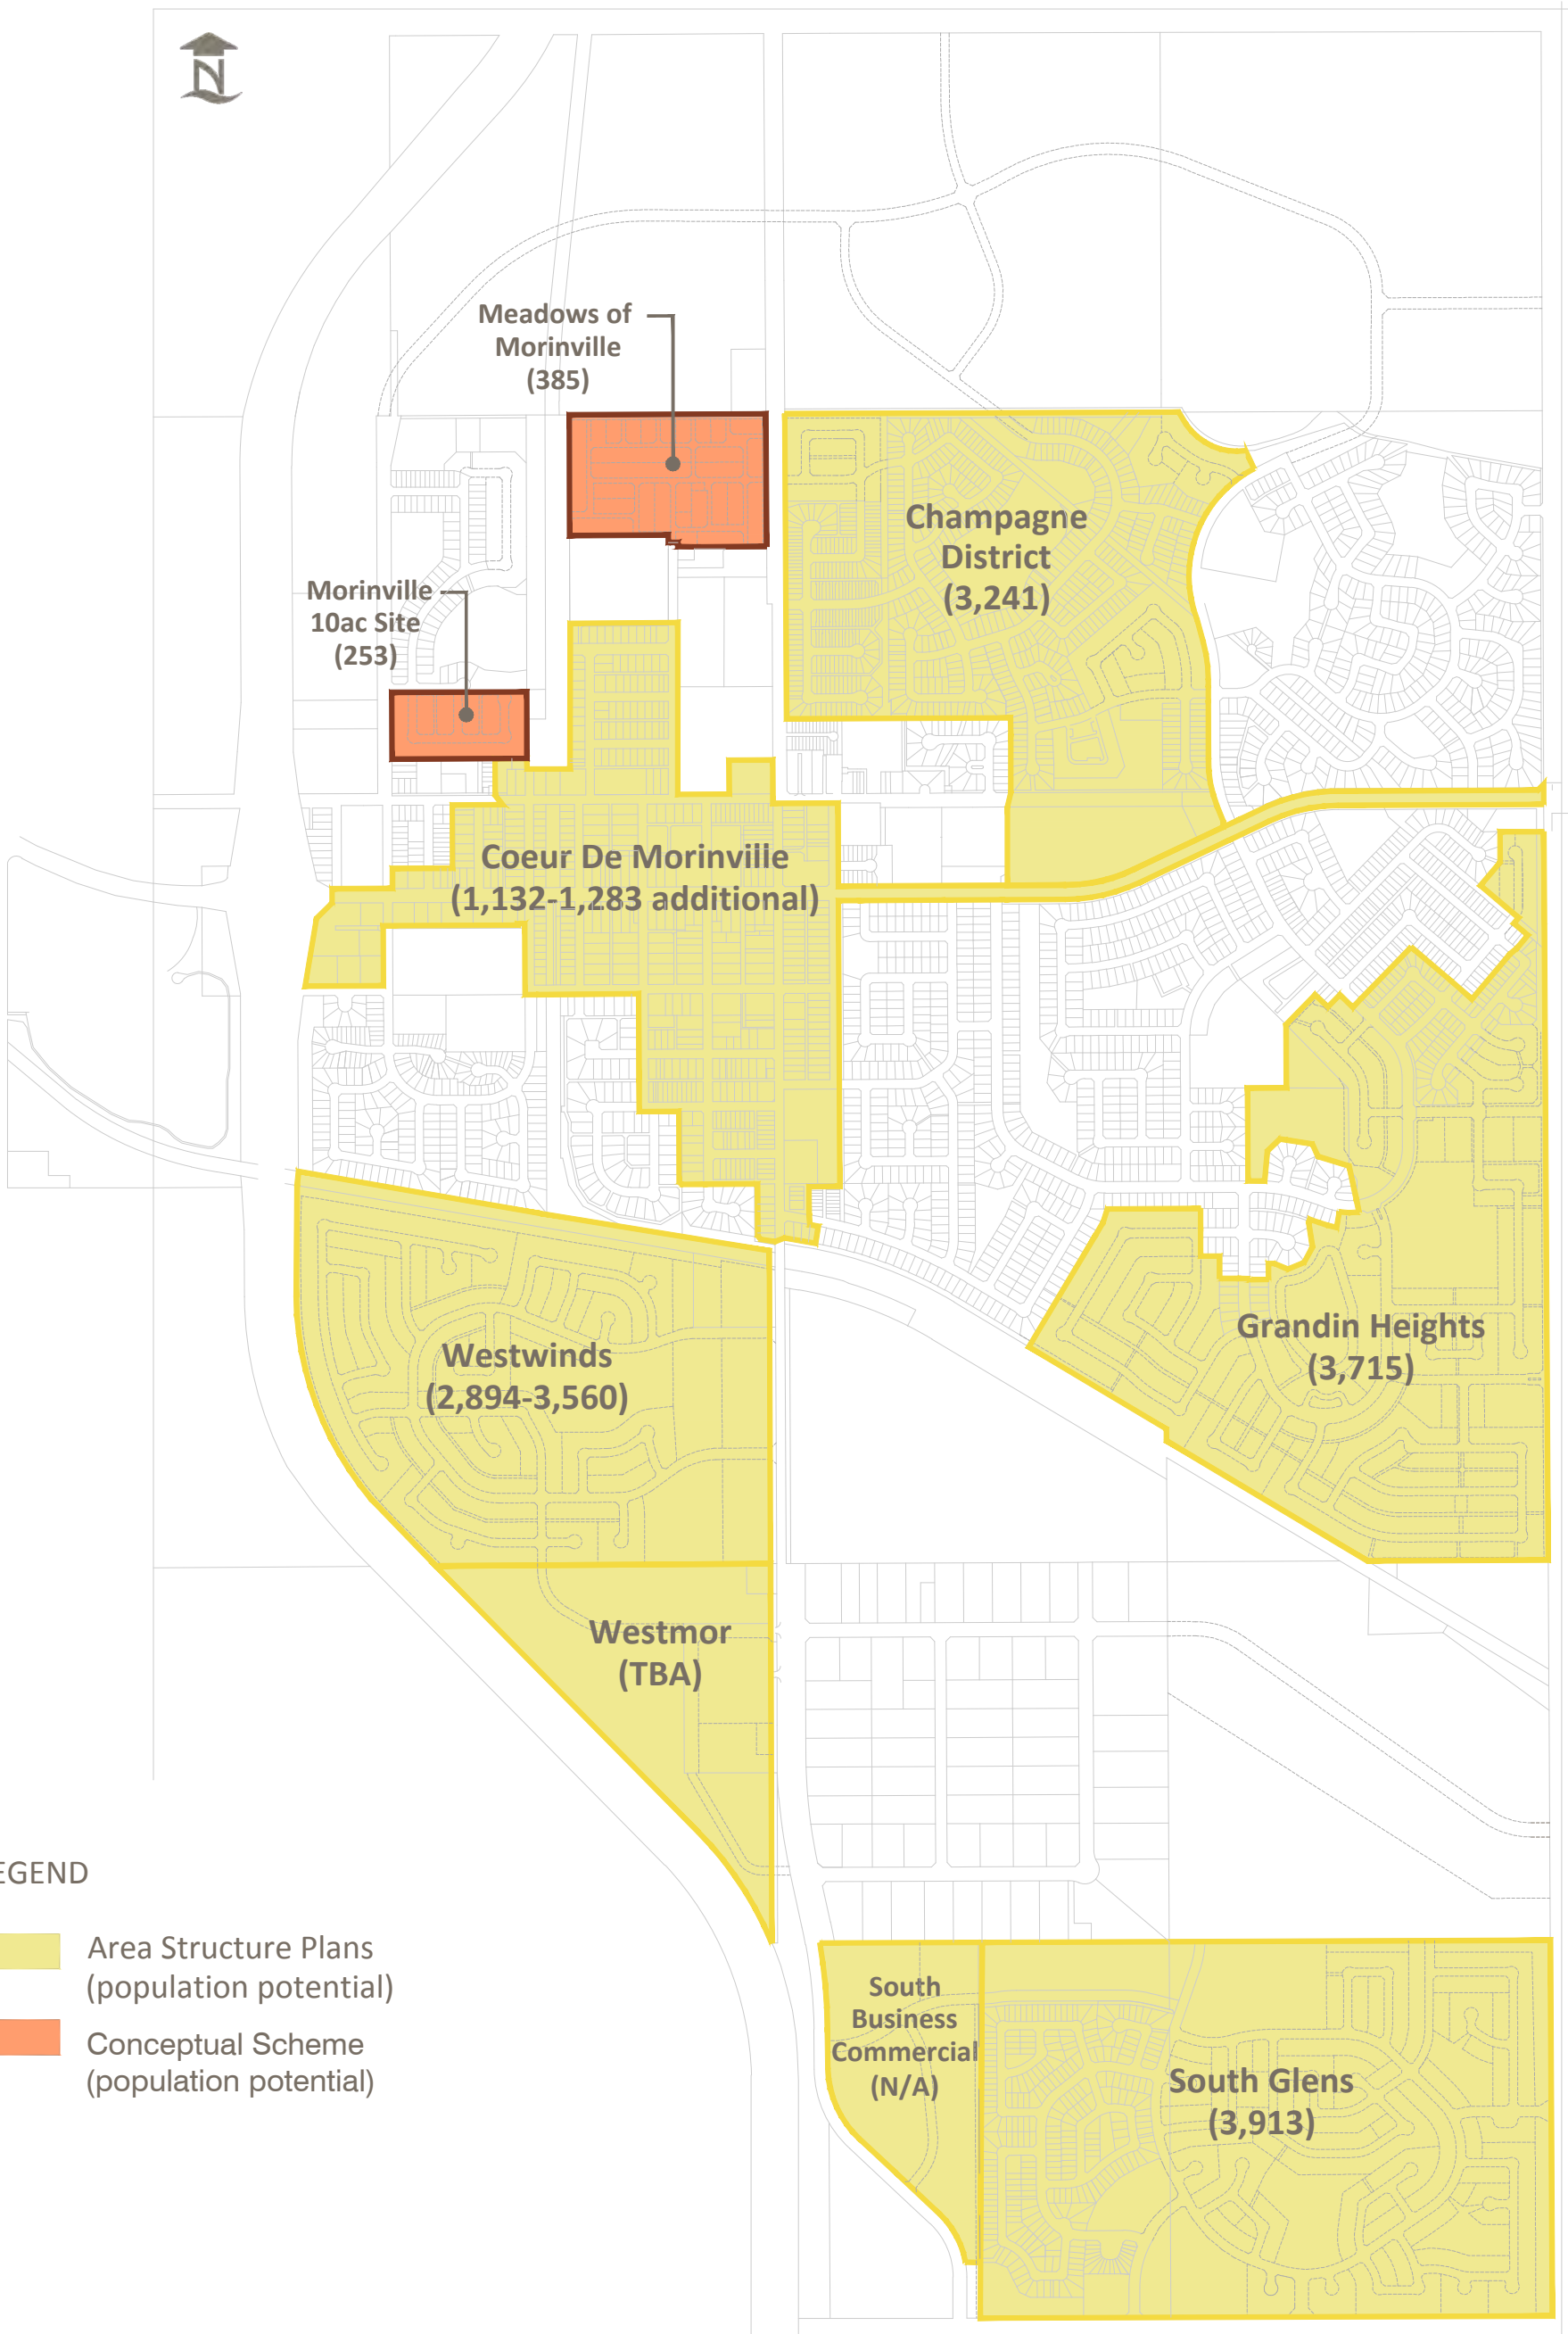 N
Meadows of
Morinville
(385)
Champagne
District
(3,241)
Morinville
10ac Site
(253)
Coeur De Morinville
(1,132-1,283 additional)
Westwinds
(2,894-3,560)
Grandin Heights
(3,715)
Westmor
(TBA)
EGEND
Area Structure Plans
(population potential)
Conceptual Scheme
(population potential)
South
Business
Commercial
(N/A)
South Glens
(3,913)